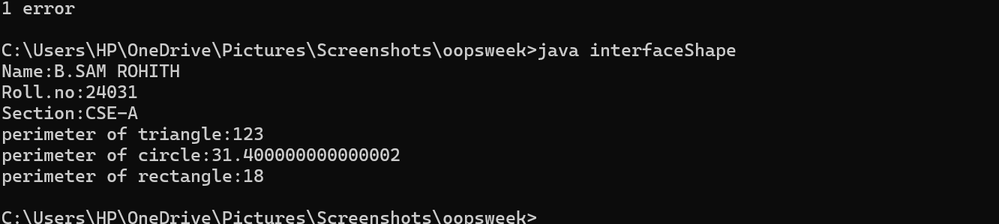 1 error
C:\Users\HP\OneDrive\Pictures\Screenshots\oopsweek>java interfaceShape
Name:B.SAM ROHITH
Roll.no:24031
Section:CSE-A
perimeter of triangle:123
perimeter of circle:31.400000000000002
perimeter of rectangle:18
C:\Users\HP\OneDrive\Pictures\Screenshots\oopsweek>